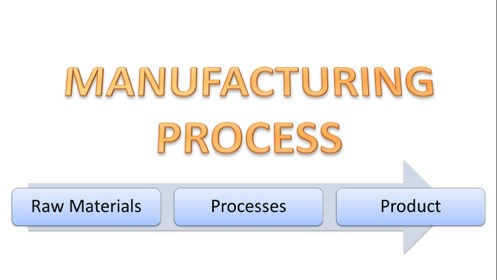 MANUFACTURING
PROCESS
Raw Materials
Processes
Product